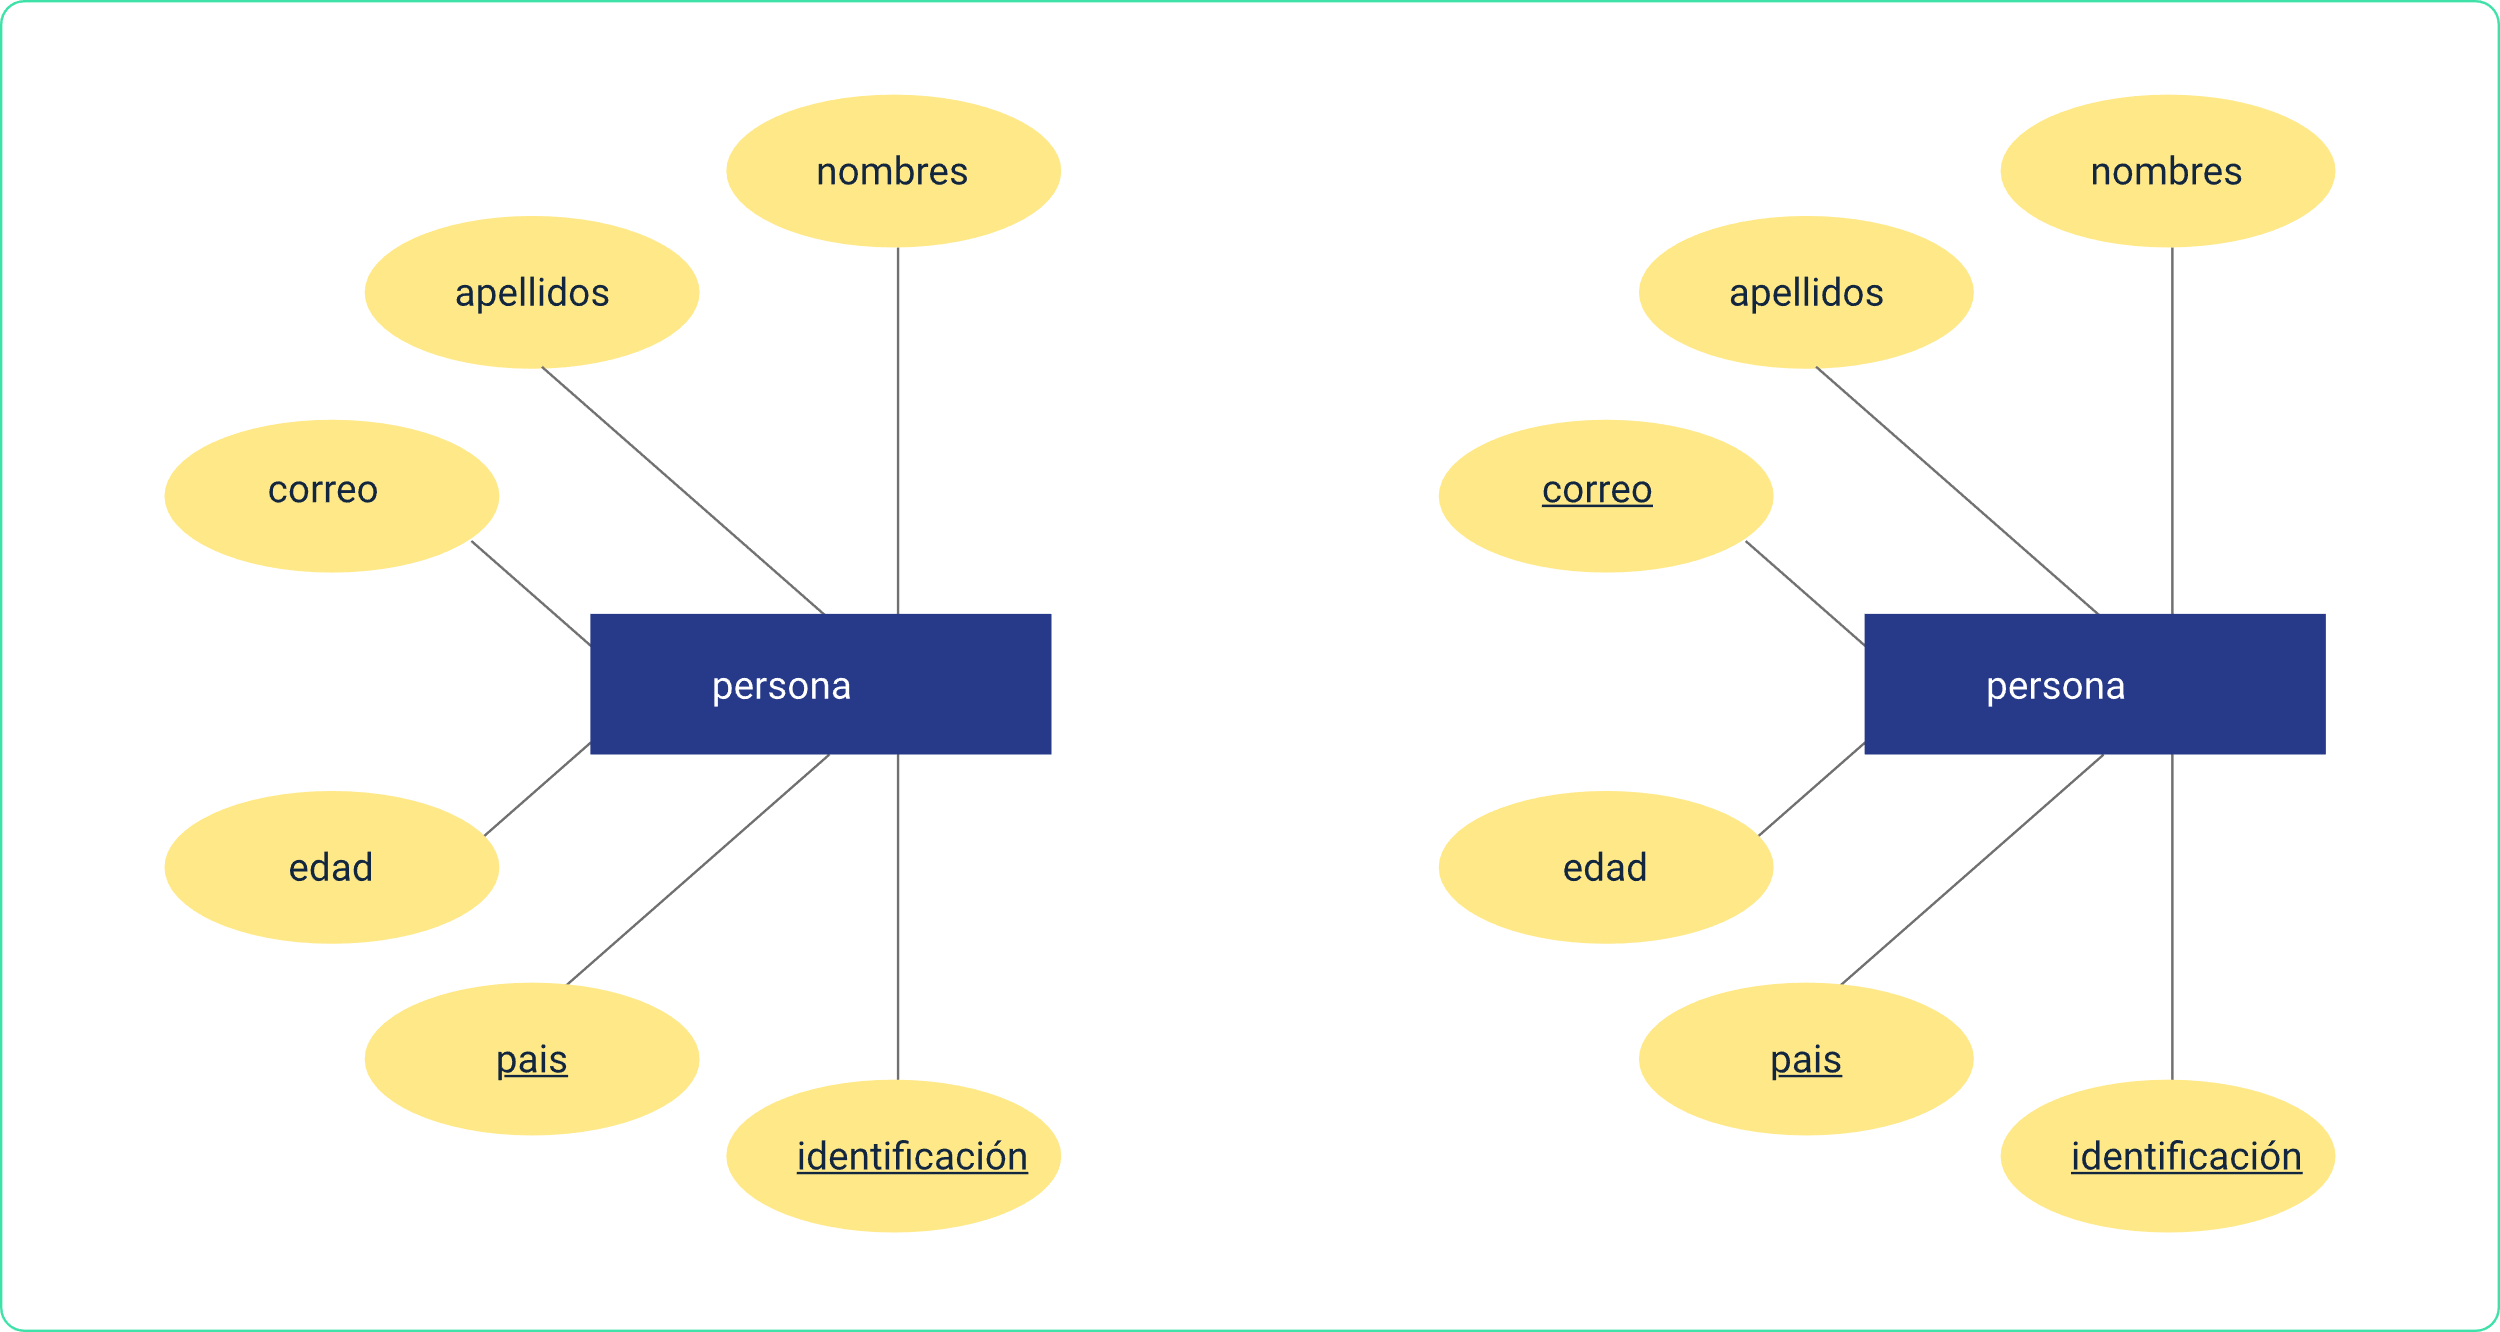 nombres
apellidos
correo
persona
edad
pais
identificación
nombres
apellidos
correo
persona
edad
pais
identificación